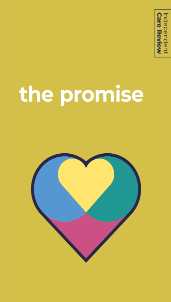 Independent
Care Review
the promise